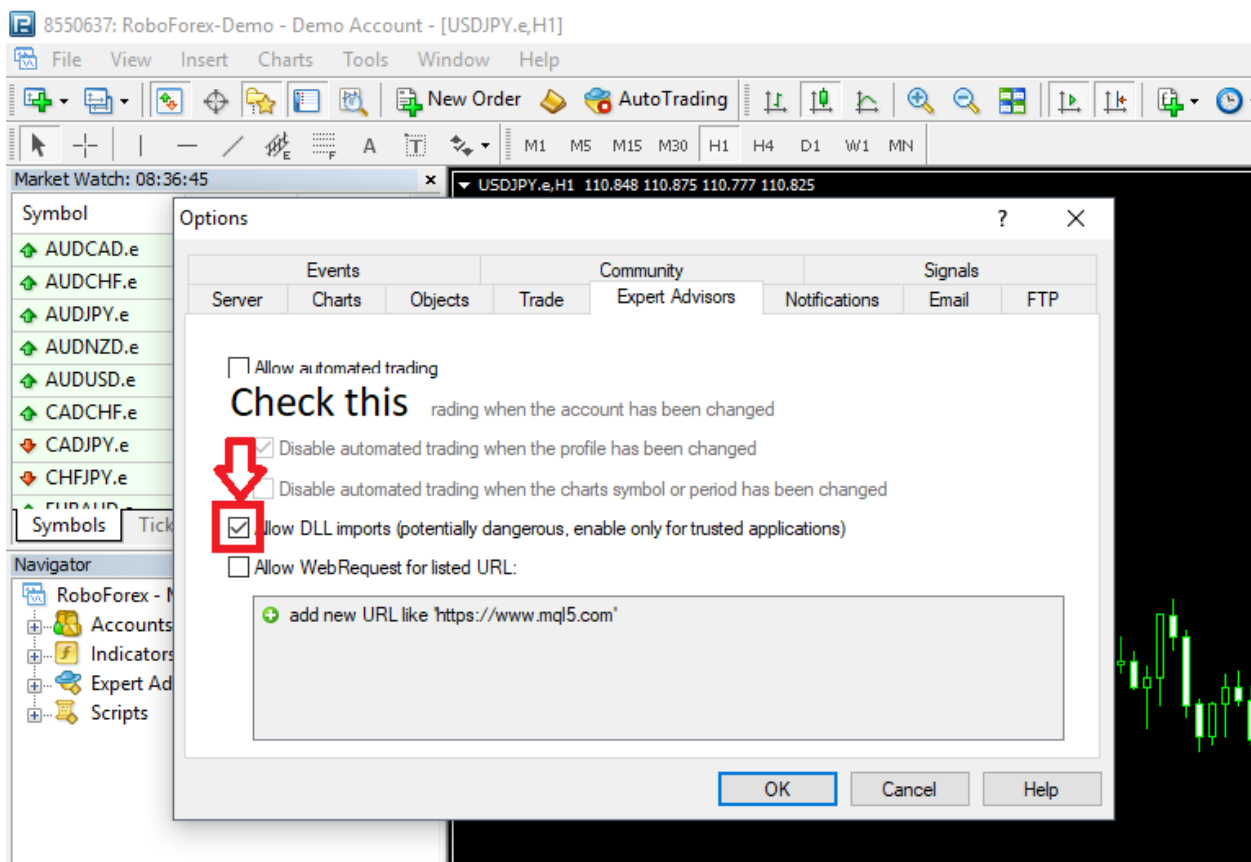 8550637: RoboForex-Demo - Demo Account - [USDJPY.e,H1]
File View Insert Charts Tools Window Help
New Order AutoTrading
A T M1 M5 M15 M30 H1 H4 D1 W1 MN
Market Watch: 08:36:45
USDJPY.e,H1 110.848 110.875 110.777 110.825
Symbol
Options
AUDCAD.e
AUDCHF.e
AUDJPY.e
AUDNZD.e
AUDUSD.e
CADCHF.e
CADJPY.e
CHFJPY.e
EURAUD.e
Symbols Tick
Events Community Signals
Server Charts Objects Trade Expert Advisors Notifications Email FTP
Allow automated trading
Check this
rading when the account has been changed
Disable automated trading when the profile has been changed
Disable automated trading when the charts symbol or period has been changed
Allow DLL imports (potentially dangerous, enable only for trusted applications)
Allow WebRequest for listed URL:
add new URL like 'https://www.mql5.com'
OK Cancel Help
Navigator
RoboForex -
Accounts
Indicators
Expert Ad
Scripts